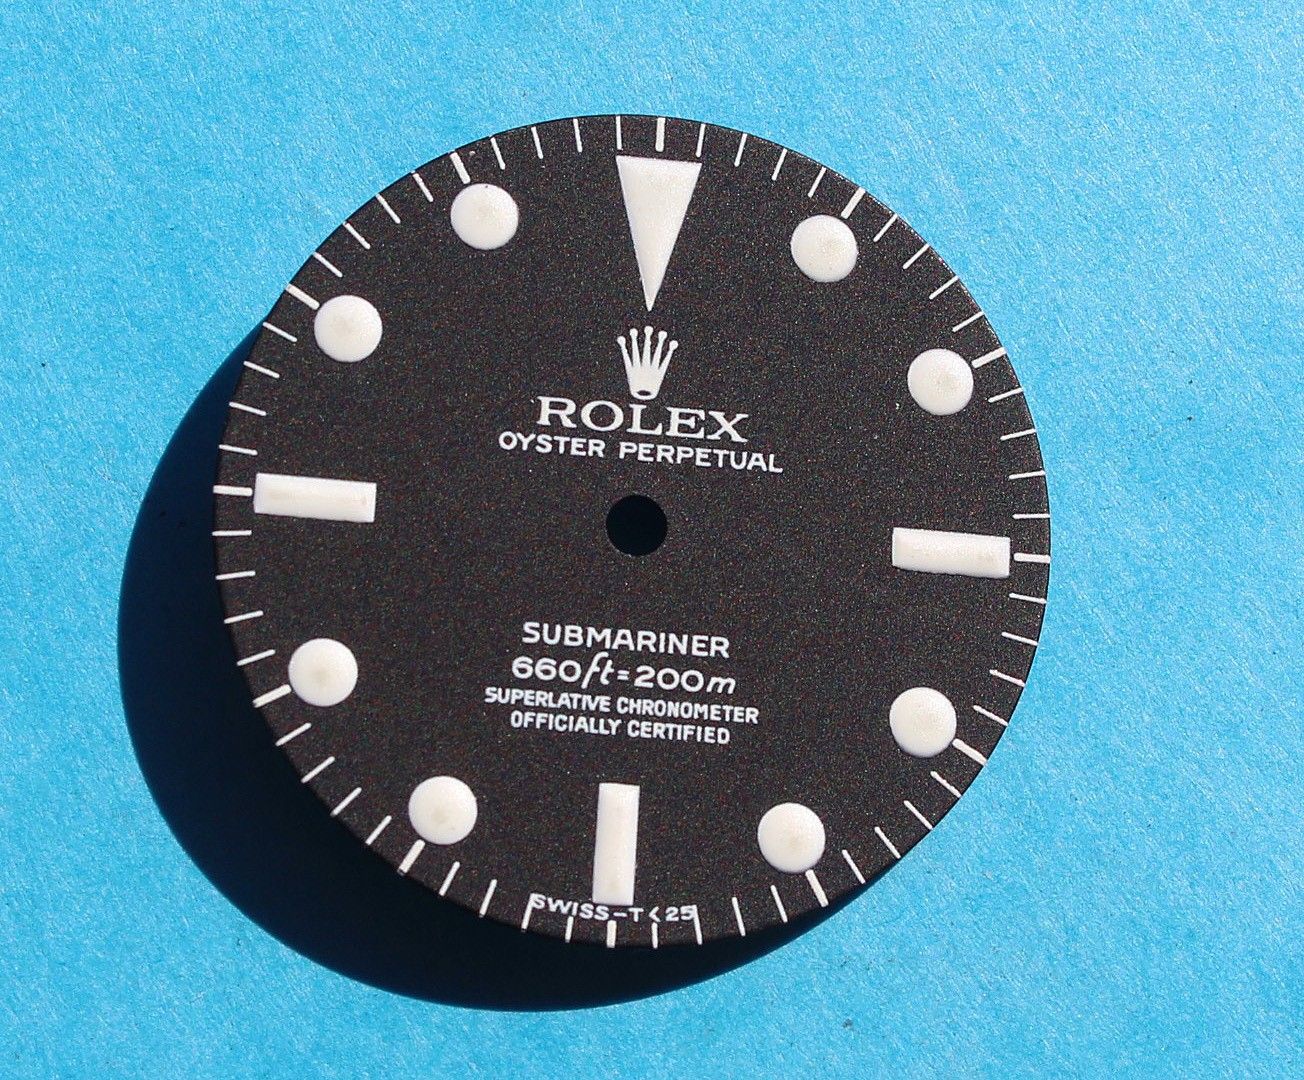 ROLEX
OYSTER PERPETUAL
SUBMARINER
660ft=200m
SUPERLATIVE CHRONOMETER
OFFICIALLY CERTIFIED
SWISS-T<25